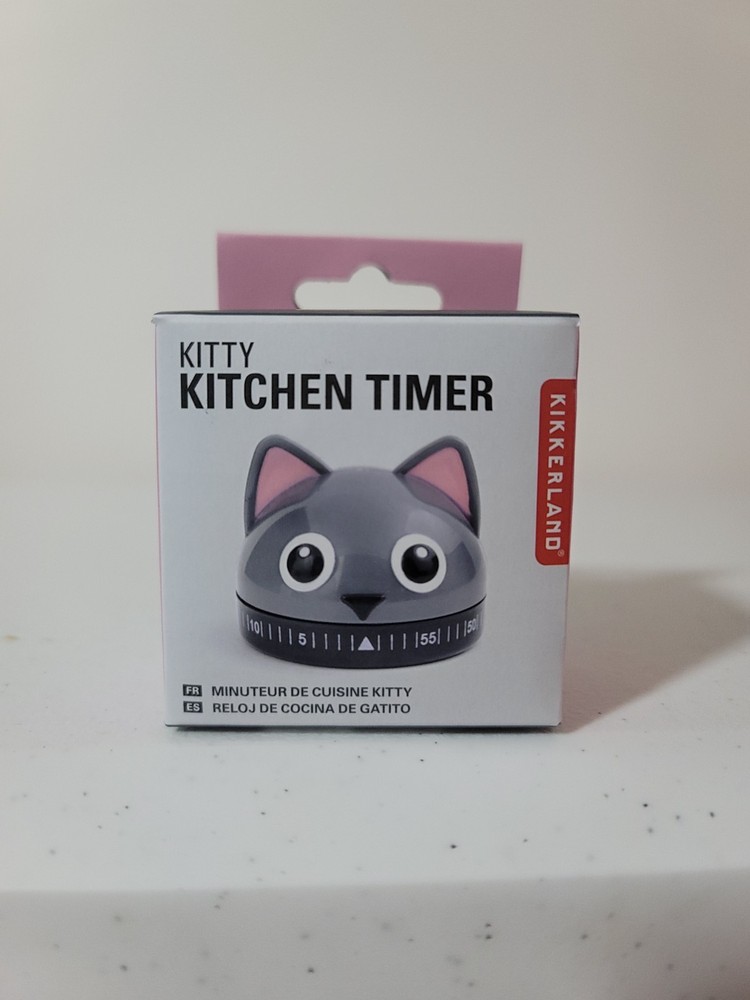 KITTY
KITCHEN TIMER
KIKKERLAND®
10 5 55 50
FR MINUTEUR DE CUISINE KITTY
ES RELOJ DE COCINA DE GATITO